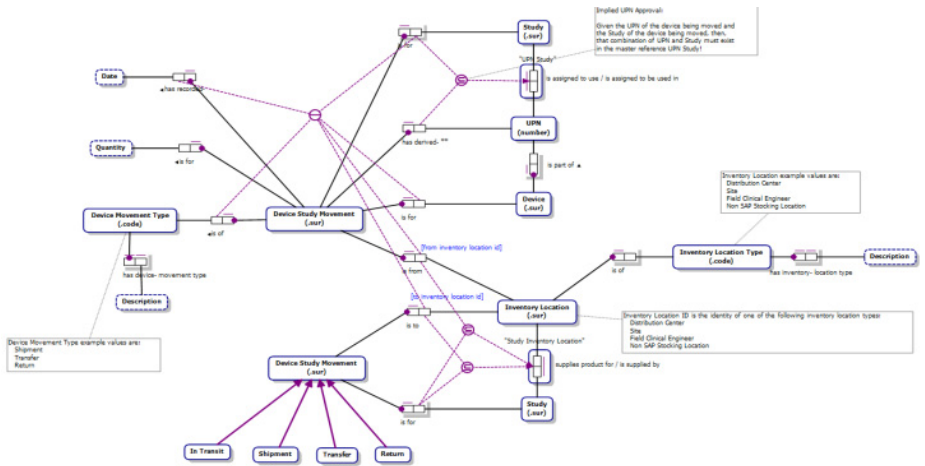 Implied UPN Approval:
Given the UPN of the device being moved and
the Study of the device being moved, then,
that combination of UPN and Study must exist
in the master reference UPN Study!
Study
(.sur)
is for
"UPN Study"
is assigned to use / is assigned to be used in
Date
◄has recorded
UPN
(number)
has derived- **
Quantity
◄is for
is part of ▲
Inventory Location example values are:
Distribution Center
Site
Field Clinical Engineer
Non SAP Stocking Location
Device
(.sur)
is for
Device Movement Type
(.code)
◄is of
Device Study Movement
(.sur)
[from inventory location id]
is from
Inventory Location Type
(.code)
is of
has inventory- location type
Description
has device- movement type
Description
[to inventory location id]
is to
Inventory Location
(.sur)
Inventory Location ID is the identity of one of the following inventory location types:
Distribution Center
Site
Field Clinical Engineer
Non SAP Stocking Location
Device Movement Type example values are:
Shipment
Transfer
Return
"Study Inventory Location"
supplies product for / is supplied by
Device Study Movement
(.sur)
Study
(.sur)
is for
In Transit
Shipment
Transfer
Return